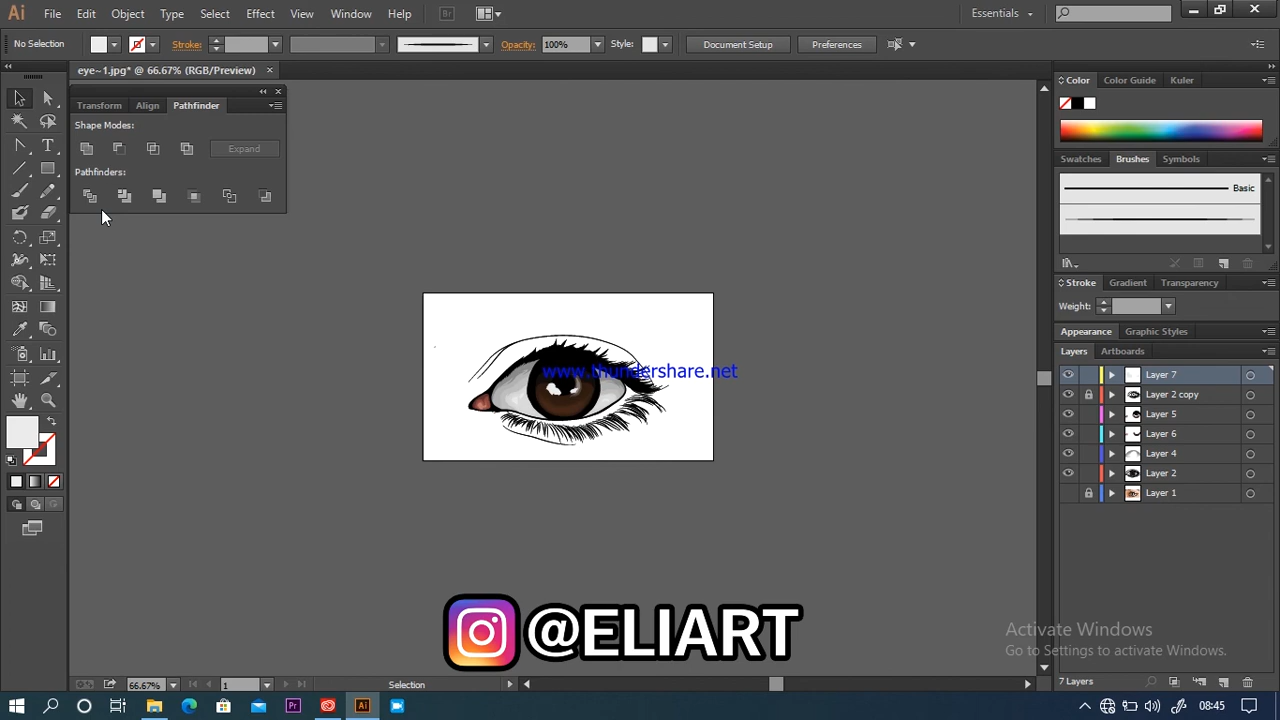 Ai File Edit Object Type Select Effect View Window Help Br Essentials
No Selection Stroke: Opacity: 100% Style: Document Setup Preferences
eye~1.jpg* @ 66.67% (RGB/Preview)
Transform Align Pathfinder
Shape Modes:
Expand
Pathfinders:
Color Color Guide Kuler
Swatches Brushes Symbols
Basic
Stroke Gradient Transparency
Weight:
Appearance Graphic Styles
Layers Artboards
Layer 7
Layer 2 copy
Layer 5
Layer 6
Layer 4
Layer 2
Layer 1
www.thundershare.net
@ELIART
Activate Windows
Go to Settings to activate Windows.
66.67% 1 Selection 7 Layers
Pr Ai 08:45